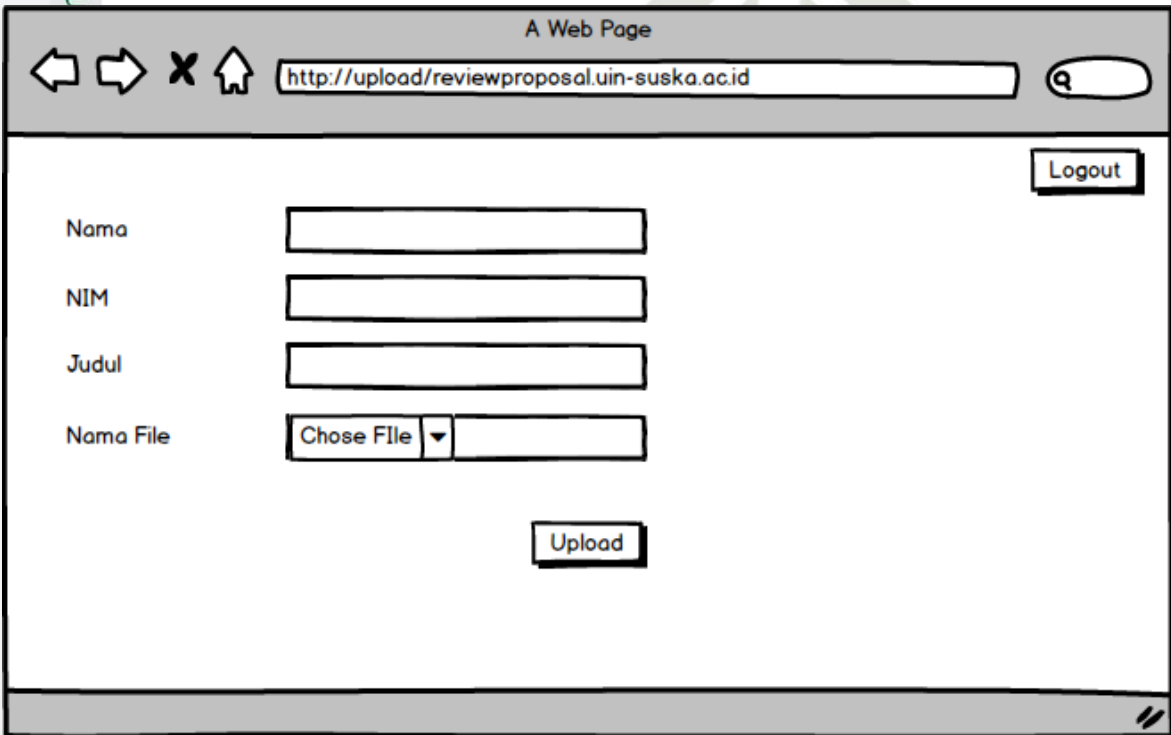 A Web Page
http://upload/reviewproposal.uin-suska.ac.id
Logout
Nama
NIM
Judul
Nama File
Chose FIle
Upload